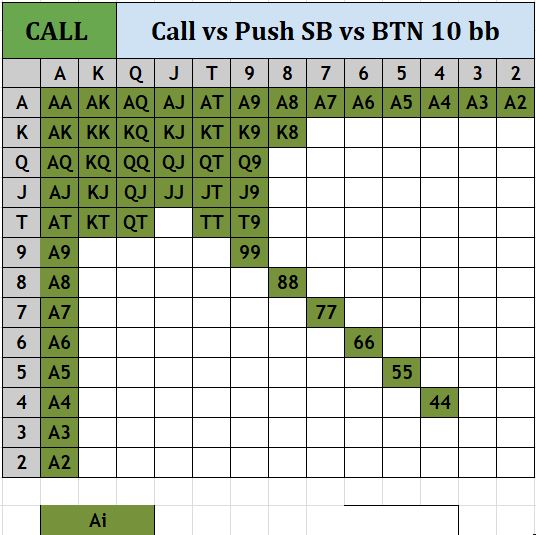 CALL Call vs Push SB vs BTN 10 bb
A K Q J T 9 8 7 6 5 4 3 2
A AA AK AQ AJ AT A9 A8 A7 A6 A5 A4 A3 A2
K AK KK KQ KJ KT K9 K8
Q AQ KQ QQ QJ QT Q9
J AJ KJ QJ JJ JT J9
T AT KT QT TT T9
9 A9 99
8 A8 88
7 A7 77
6 A6 66
5 A5 55
4 A4 44
3 A3
2 A2
Ai